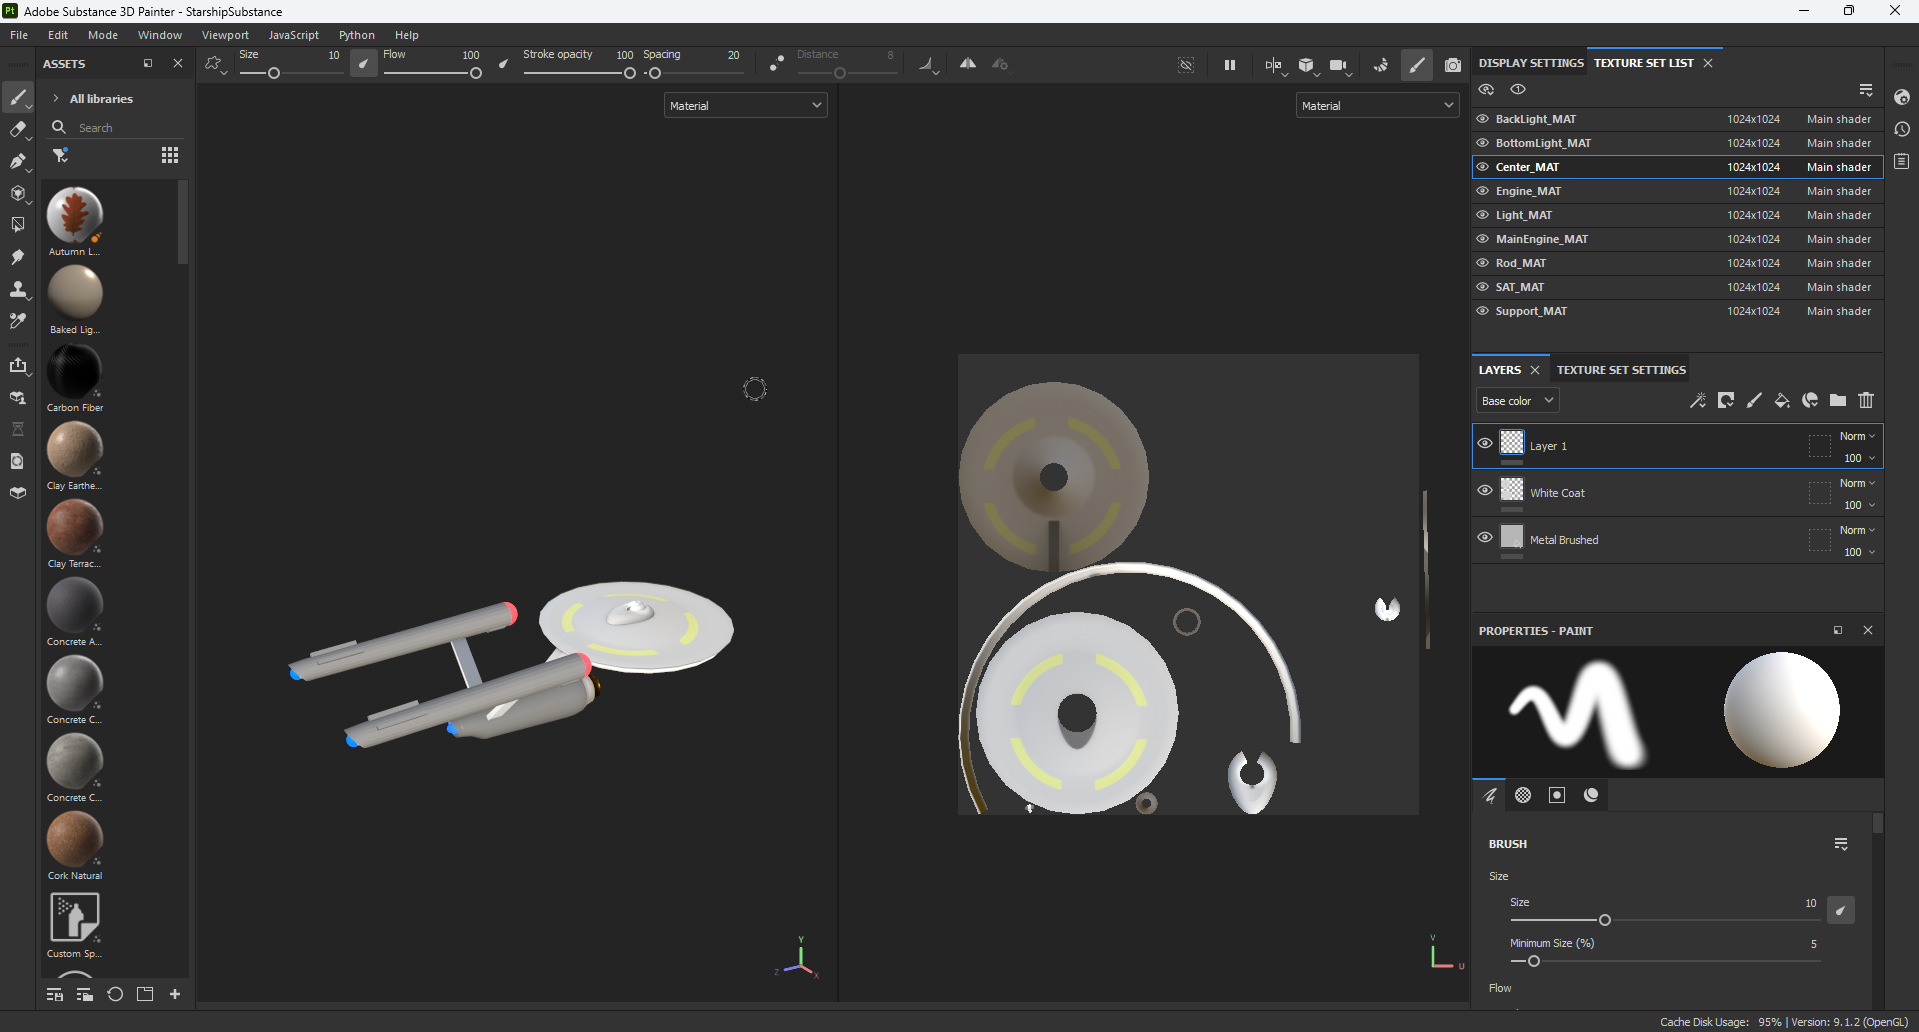 Pt Adobe Substance 3D Painter - StarshipSubstance
File Edit Mode Window Viewport JavaScript Python Help
ASSETS
Size 10 Flow 100 Stroke opacity 100 Spacing 20 Distance 8
All libraries
Search
Autumn L...
Baked Lig...
Carbon Fiber
Clay Earthe...
Clay Terrac...
Concrete A...
Concrete C...
Concrete C...
Cork Natural
Custom Sp...
Material
Y
Z X
Material
V
U
DISPLAY SETTINGS TEXTURE SET LIST
BackLight_MAT 1024x1024 Main shader
BottomLight_MAT 1024x1024 Main shader
Center_MAT 1024x1024 Main shader
Engine_MAT 1024x1024 Main shader
Light_MAT 1024x1024 Main shader
MainEngine_MAT 1024x1024 Main shader
Rod_MAT 1024x1024 Main shader
SAT_MAT 1024x1024 Main shader
Support_MAT 1024x1024 Main shader
LAYERS TEXTURE SET SETTINGS
Base color
Layer 1 Norm
100
White Coat Norm
100
Metal Brushed Norm
100
PROPERTIES - PAINT
BRUSH
Size
Size 10
Minimum Size (%) 5
Flow
Cache Disk Usage: 95% | Version: 9.1.2 (OpenGL)